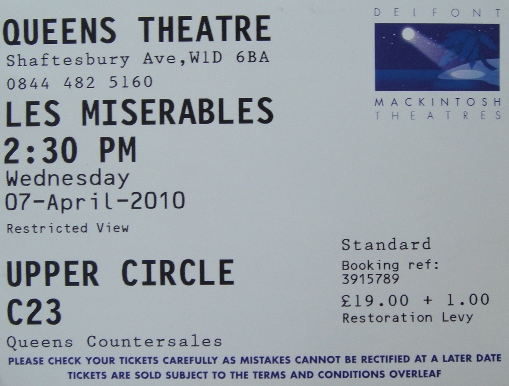 QUEENS THEATRE
Shaftesbury Ave,W1D 6BA
0844 482 5160
LES MISERABLES
2:30 PM
Wednesday
07-April-2010
Restricted View
UPPER CIRCLE
C23
Queens Countersales
DELFONT
MACKINTOSH
THEATRES
Standard
Booking ref:
3915789
£19.00 + 1.00
Restoration Levy
PLEASE CHECK YOUR TICKETS CAREFULLY AS MISTAKES CANNOT BE RECTIFIED AT A LATER DATE
TICKETS ARE SOLD SUBJECT TO THE TERMS AND CONDITIONS OVERLEAF